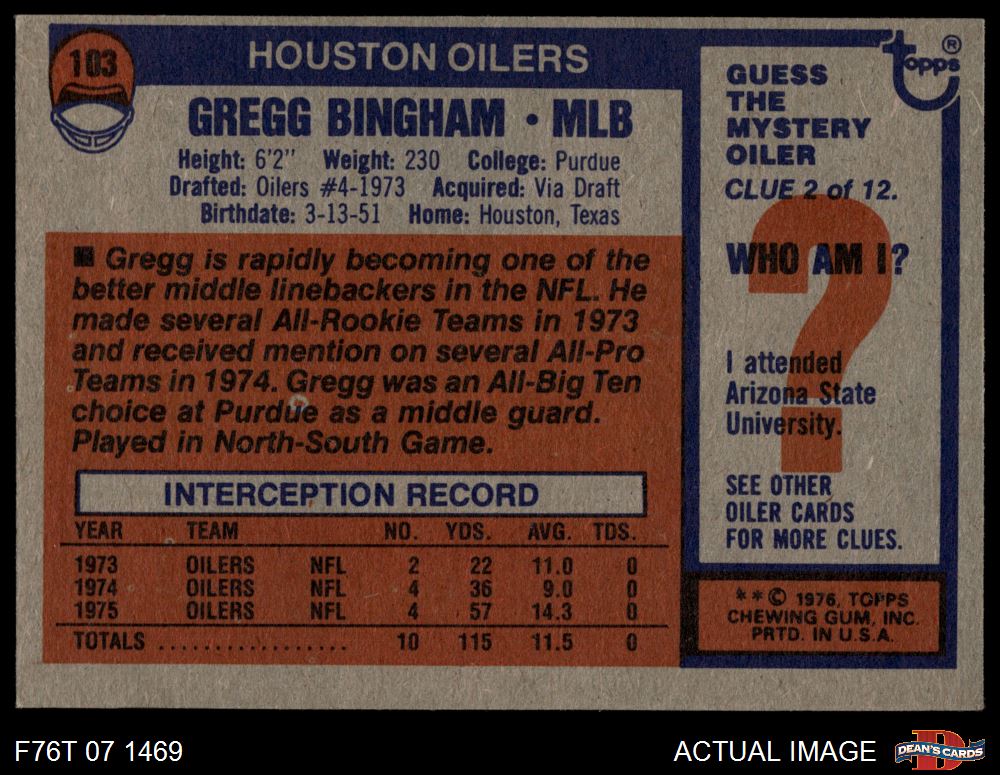 103
HOUSTON OILERS
GREGG BINGHAM • MLB
Height: 6'2" Weight: 230 College: Purdue
Drafted: Oilers #4-1973 Acquired: Via Draft
Birthdate: 3-13-51 Home: Houston, Texas
■ Gregg is rapidly becoming one of the
better middle linebackers in the NFL. He
made several All-Rookie Teams in 1973
and received mention on several All-Pro
Teams in 1974. Gregg was an All-Big Ten
choice at Purdue as a middle guard.
Played in North-South Game.
INTERCEPTION RECORD
YEAR TEAM NO. YDS. AVG. TDS.
1973 OILERS NFL 2 22 11.0 0
1974 OILERS NFL 4 36 9.0 0
1975 OILERS NFL 4 57 14.3 0
TOTALS ................. 10 115 11.5 0
topps ®
GUESS
THE
MYSTERY
OILER
CLUE 2 of 12.
?
WHO AM I?
I attended
Arizona State
University.
SEE OTHER
OILER CARDS
FOR MORE CLUES.
**© 1976, TOPPS
CHEWING GUM, INC.
PRTD. IN U.S.A.
F76T 07 1469
ACTUAL IMAGE
D
DEAN'S CARDS